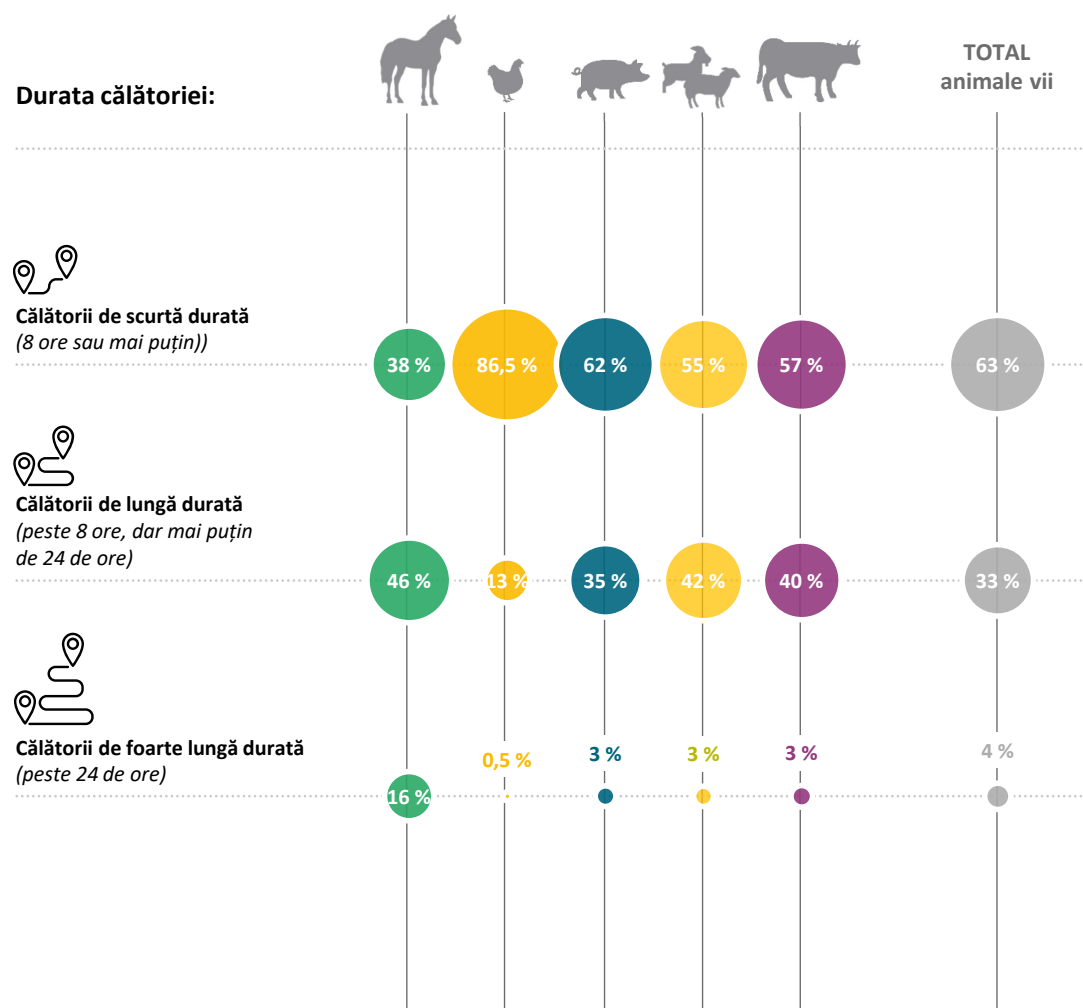 TOTAL
animale vii
Durata călătoriei:
Călătorii de scurtă durată
(8 ore sau mai puțin))
38 %
86,5 %
62 %
55 %
57 %
63 %
Călătorii de lungă durată
(peste 8 ore, dar mai puțin
de 24 de ore)
46 %
13 %
35 %
42 %
40 %
33 %
Călătorii de foarte lungă durată
(peste 24 de ore)
16 %
0,5 %
3 %
3 %
3 %
4 %